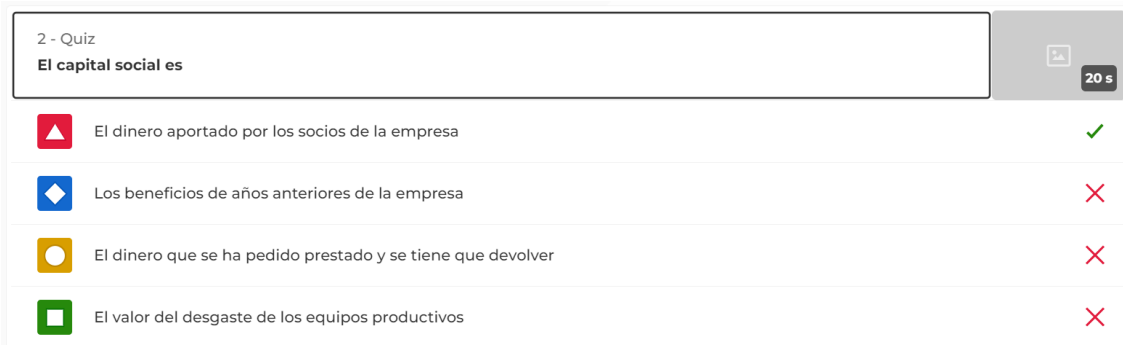 2 - Quiz
El capital social es
20 s
El dinero aportado por los socios de la empresa
Los beneficios de años anteriores de la empresa
El dinero que se ha pedido prestado y se tiene que devolver
El valor del desgaste de los equipos productivos